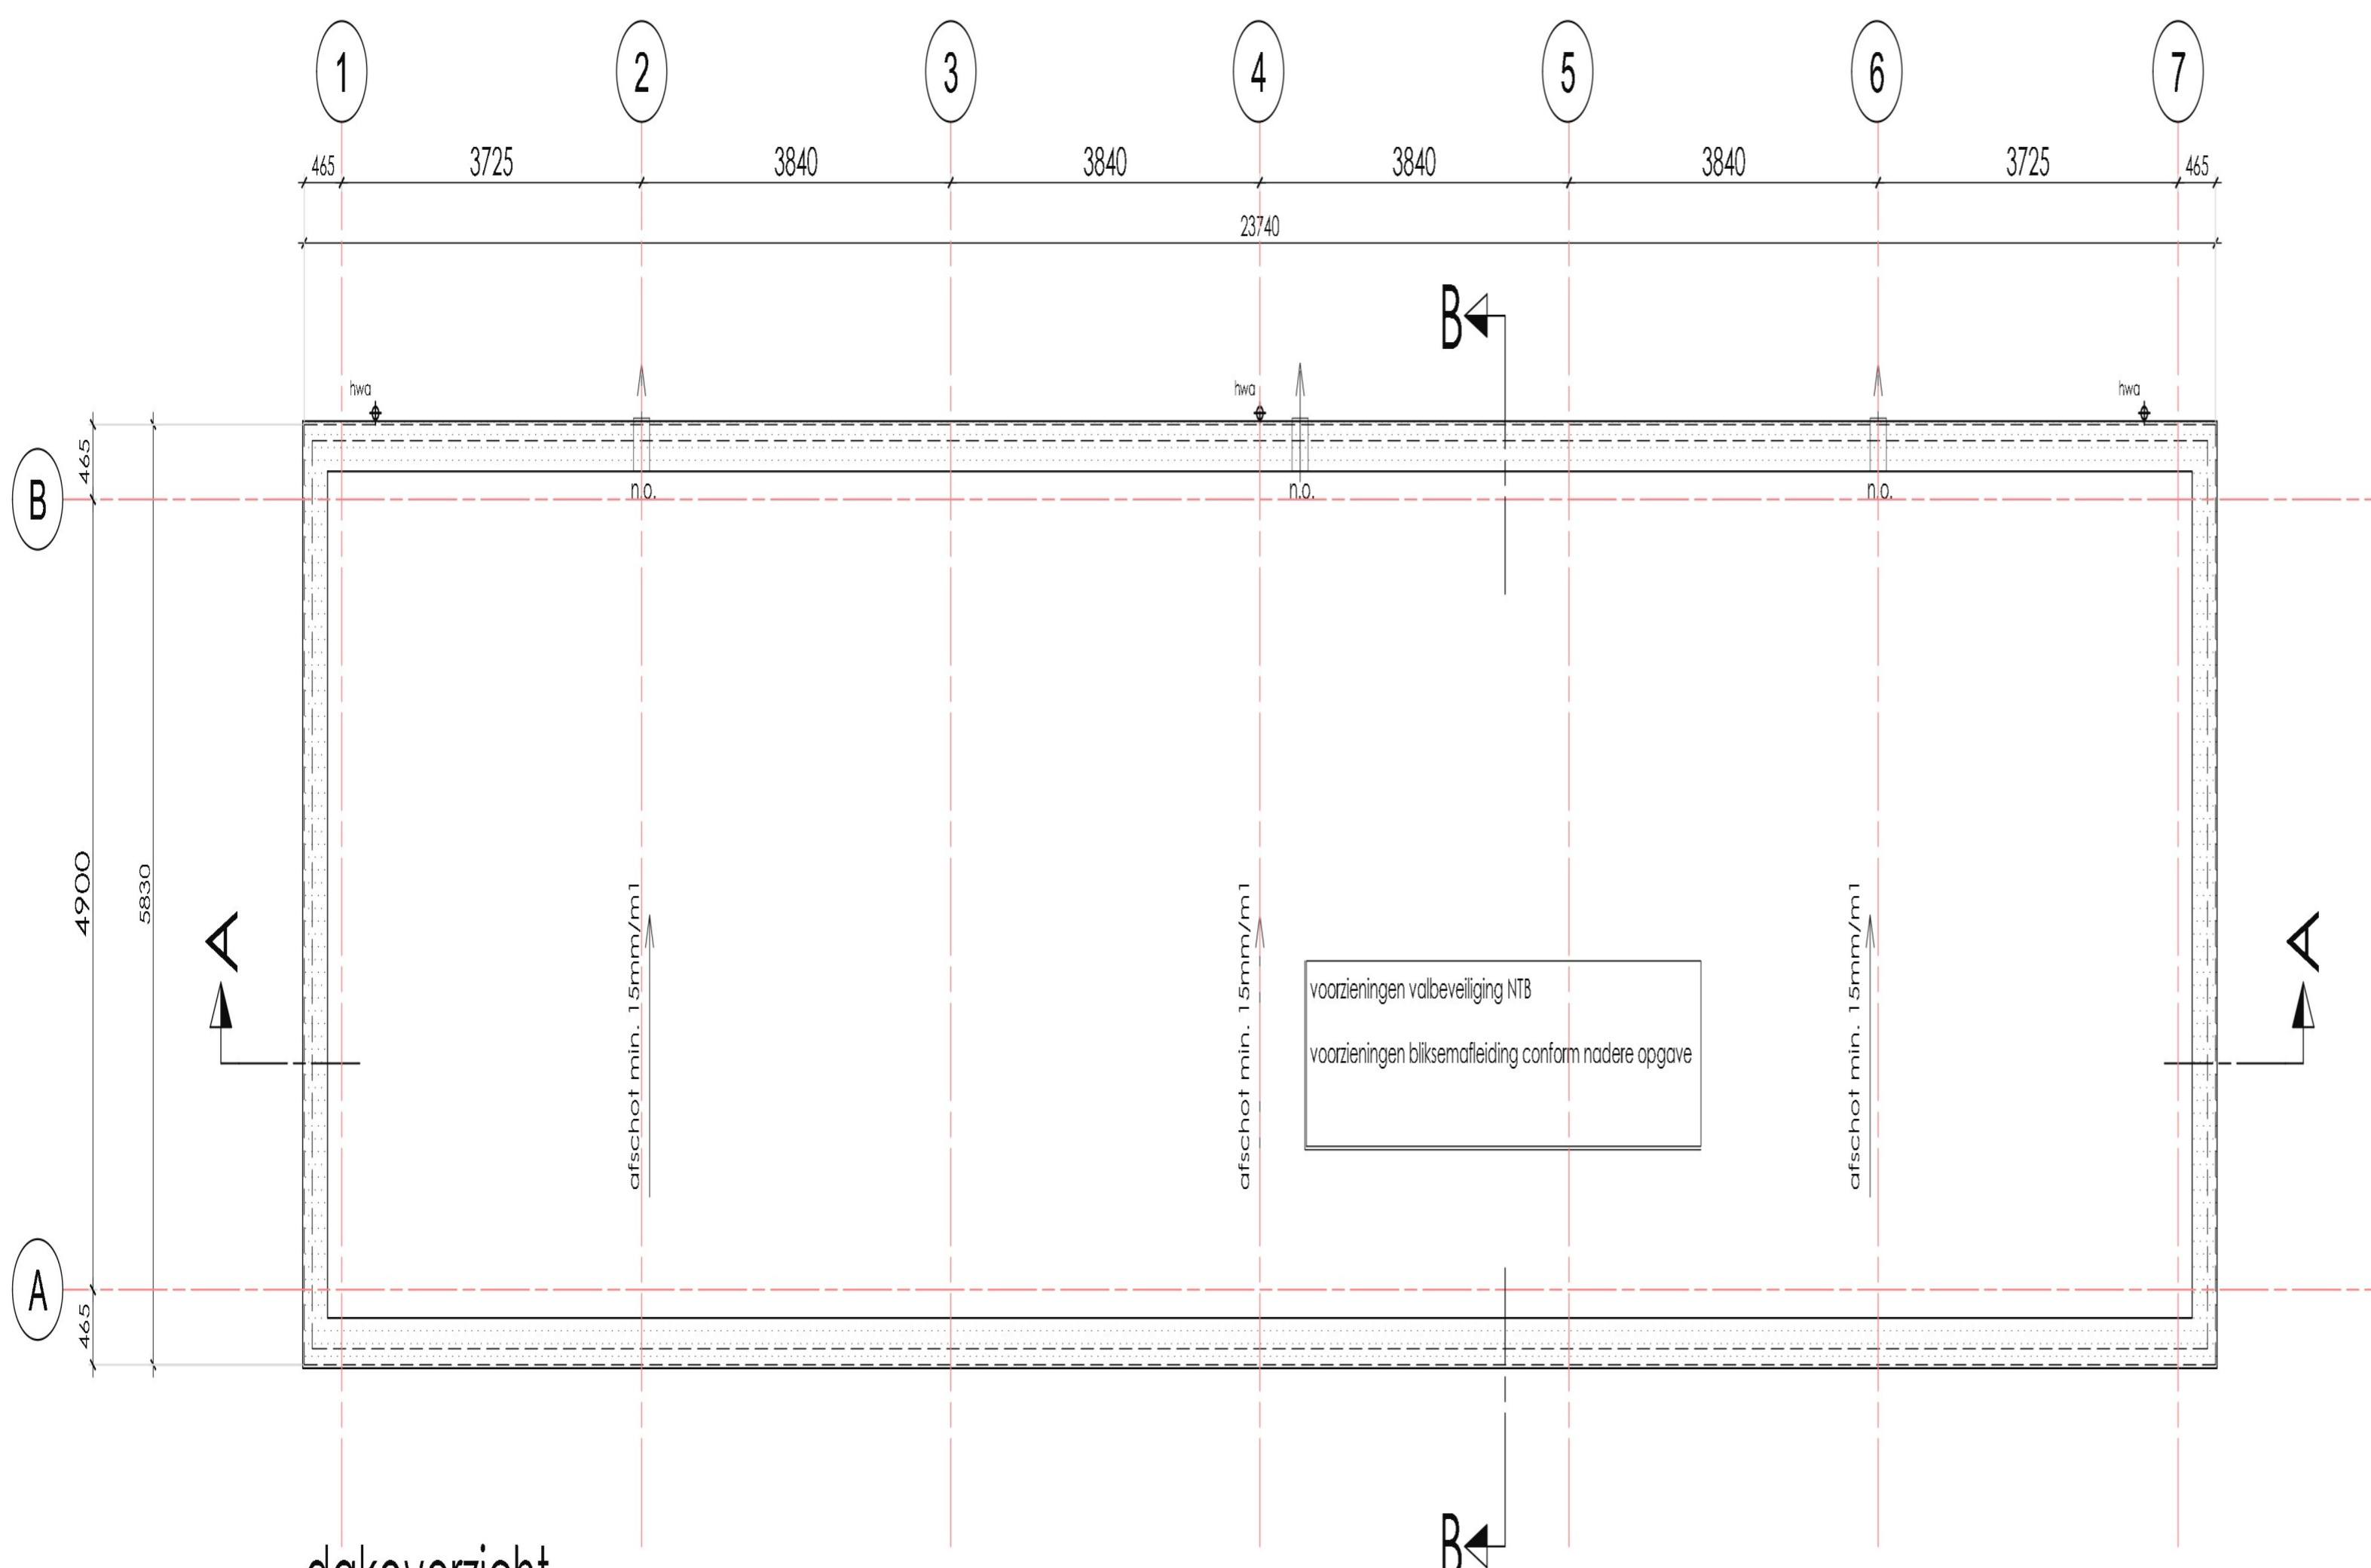 1 2 3 4 5 6 7
465 3725 3840 3840 3840 3840 3725 465
23740
B
hwa hwa hwa
465
B
n.o. n.o. n.o.
4900
5830
A A
afschot min. 15mm/m1 afschot min. 15mm/m1 afschot min. 15mm/m1
voorzieningen valbeveiliging NTB
voorzieningen bliksemafleiding conform nadere opgave
A
465
B
dakoverzicht